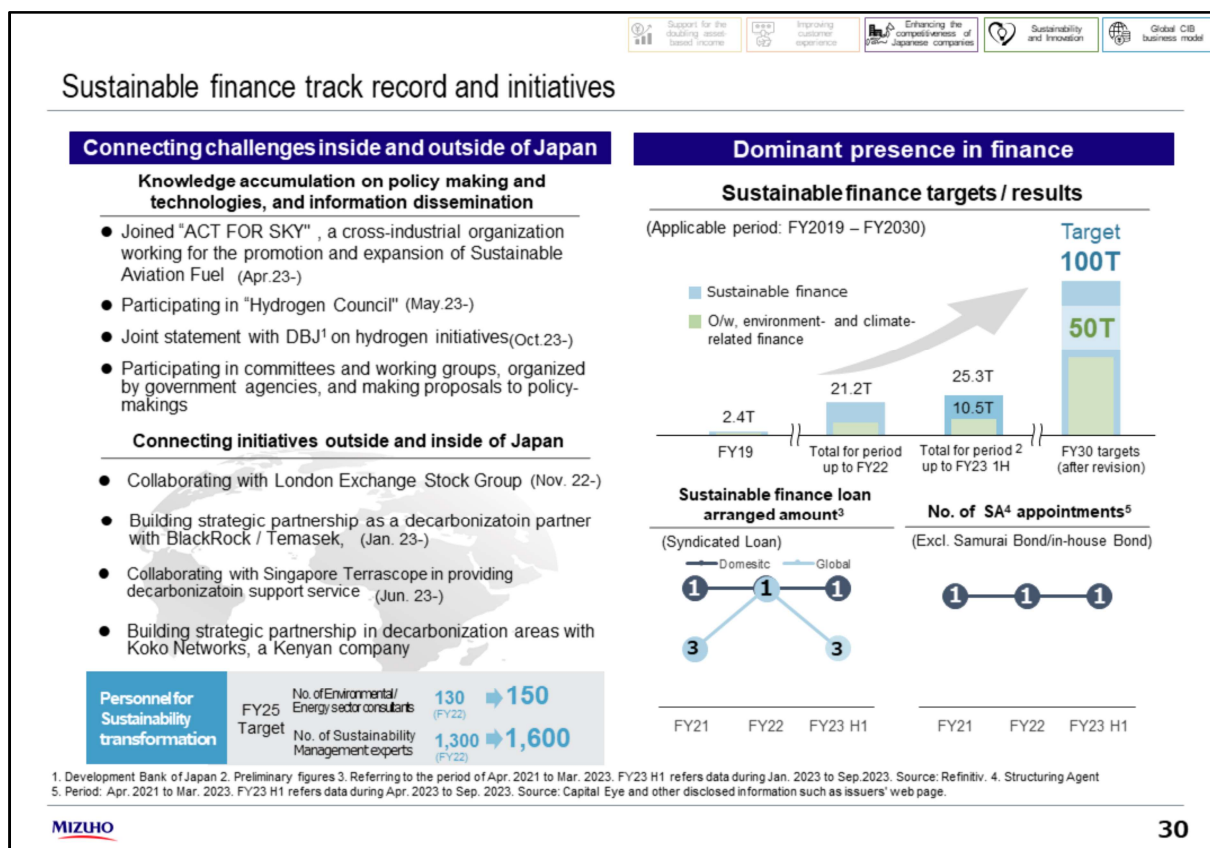 Support for the
doubling asset-
based income
Improving
customer
experience
Enhancing the
competitiveness of
Japanese companies
Sustainability
and Innovation
Global CIB
business model
Sustainable finance track record and initiatives
Connecting challenges inside and outside of Japan
Knowledge accumulation on policy making and
technologies, and information dissemination
● Joined "ACT FOR SKY" , a cross-industrial organization
working for the promotion and expansion of Sustainable
Aviation Fuel (Apr.23-)
● Participating in "Hydrogen Council" (May.23-)
● Joint statement with DBJ¹ on hydrogen initiatives(Oct.23-)
● Participating in committees and working groups, organized
by government agencies, and making proposals to policy-
makings
Connecting initiatives outside and inside of Japan
● Collaborating with London Exchange Stock Group (Nov. 22-)
● Building strategic partnership as a decarbonizatoin partner
with BlackRock / Temasek, (Jan. 23-)
● Collaborating with Singapore Terrascope in providing
decarbonizatoin support service (Jun. 23-)
● Building strategic partnership in decarbonization areas with
Koko Networks, a Kenyan company
Personnel for
Sustainability
transformation
FY25
Target
No. of Environmental/
Energy sector consultants
130
(FY22)
150
No. of Sustainability
Management experts
1,300
(FY22)
1,600
Dominant presence in finance
Sustainable finance targets / results
(Applicable period: FY2019 – FY2030)
Target
100T
Sustainable finance
O/w, environment- and climate-
related finance
50T
2.4T
21.2T
25.3T
10.5T
FY19
Total for period
up to FY22
Total for period ²
up to FY23 1H
FY30 targets
(after revision)
Sustainable finance loan
arranged amount³
(Syndicated Loan)
Domesitc Global
1 1 1
3 3
FY21 FY22 FY23 H1
No. of SA⁴ appointments⁵
(Excl. Samurai Bond/in-house Bond)
1 1 1
FY21 FY22 FY23 H1
1. Development Bank of Japan 2. Preliminary figures 3. Referring to the period of Apr. 2021 to Mar. 2023. FY23 H1 refers data during Jan. 2023 to Sep.2023. Source: Refinitiv. 4. Structuring Agent
5. Period: Apr. 2021 to Mar. 2023. FY23 H1 refers data during Apr. 2023 to Sep. 2023. Source: Capital Eye and other disclosed information such as issuers' web page.
MIZUHO
30